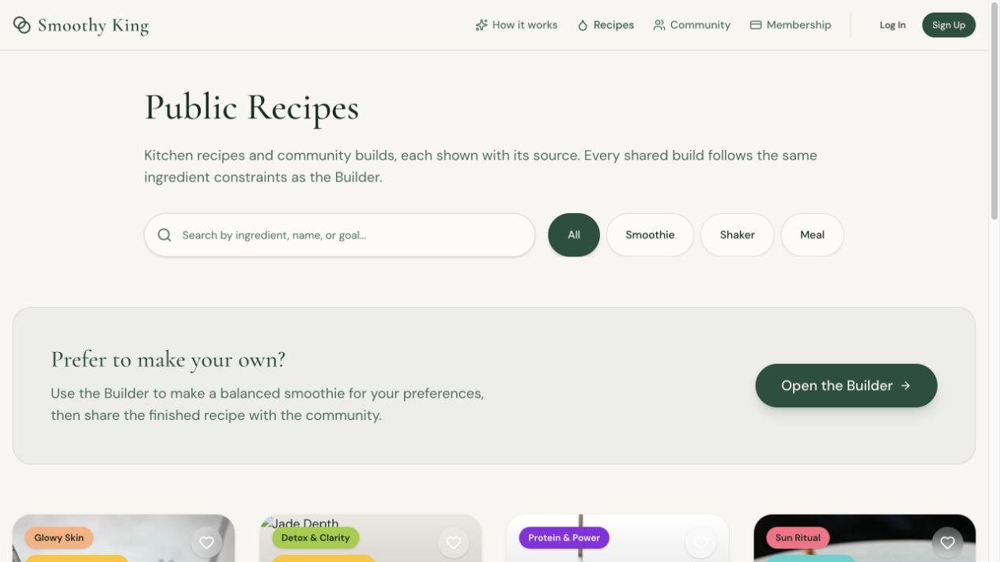 Smoothy King
How it works
Recipes
Community
Membership
Log In
Sign Up
Public Recipes
Kitchen recipes and community builds, each shown with its source. Every shared build follows the same
ingredient constraints as the Builder.
Search by ingredient, name, or goal...
All
Smoothie
Shaker
Meal
Prefer to make your own?
Use the Builder to make a balanced smoothie for your preferences,
then share the finished recipe with the community.
Open the Builder →
Glowy Skin
Jade Depth
Detox & Clarity
Protein & Power
Sun Ritual